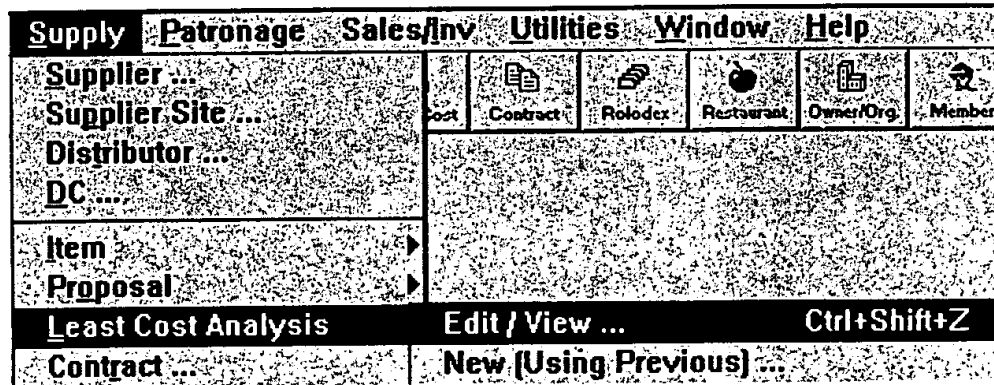 Supply Patronage Sales/Inv Utilities Window Help
Supplier ...
Supplier Site ...
Distributor ...
DC ...
Cost Contract Rolodex Restaurant Owner/Org. Member
Item
Proposal
Least Cost Analysis Edit / View ... Ctrl+Shift+Z
Contract ... New (Using Previous) ...